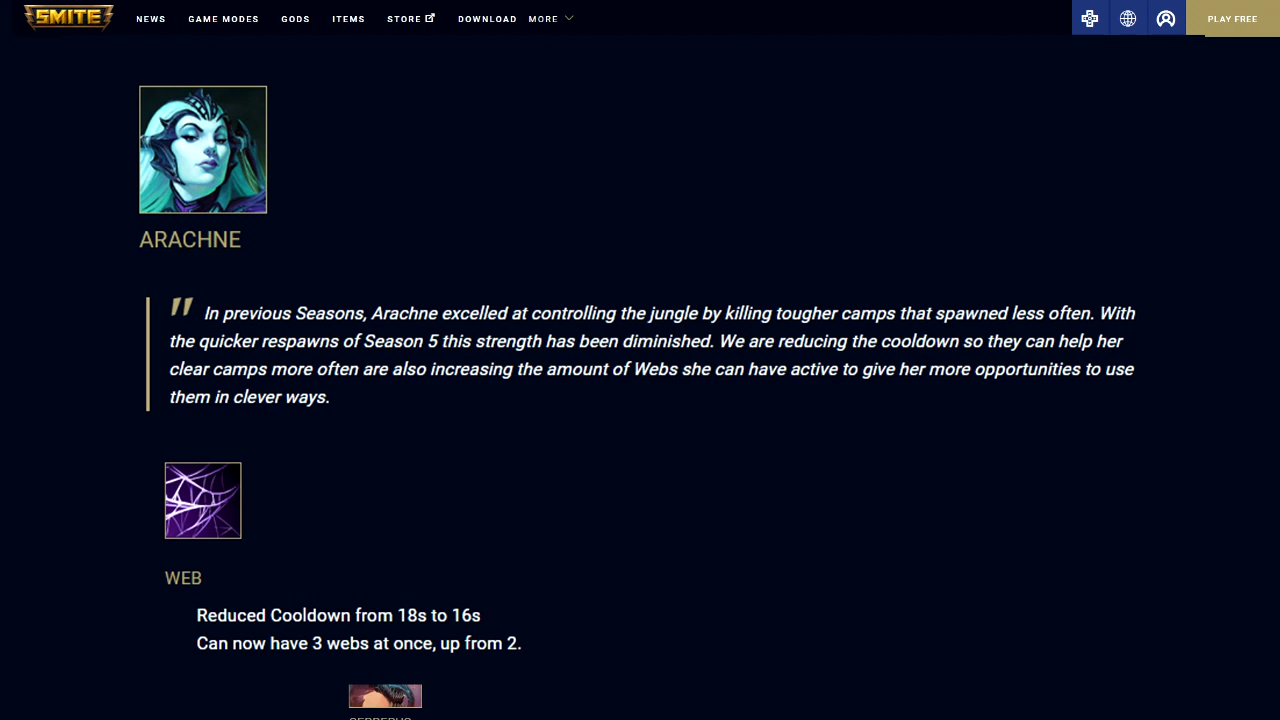 SMITE
NEWS GAME MODES GODS ITEMS STORE DOWNLOAD MORE PLAY FREE
ARACHNE
" In previous Seasons, Arachne excelled at controlling the jungle by killing tougher camps that spawned less often. With
the quicker respawns of Season 5 this strength has been diminished. We are reducing the cooldown so they can help her
clear camps more often are also increasing the amount of Webs she can have active to give her more opportunities to use
them in clever ways.
WEB
Reduced Cooldown from 18s to 16s
Can now have 3 webs at once, up from 2.